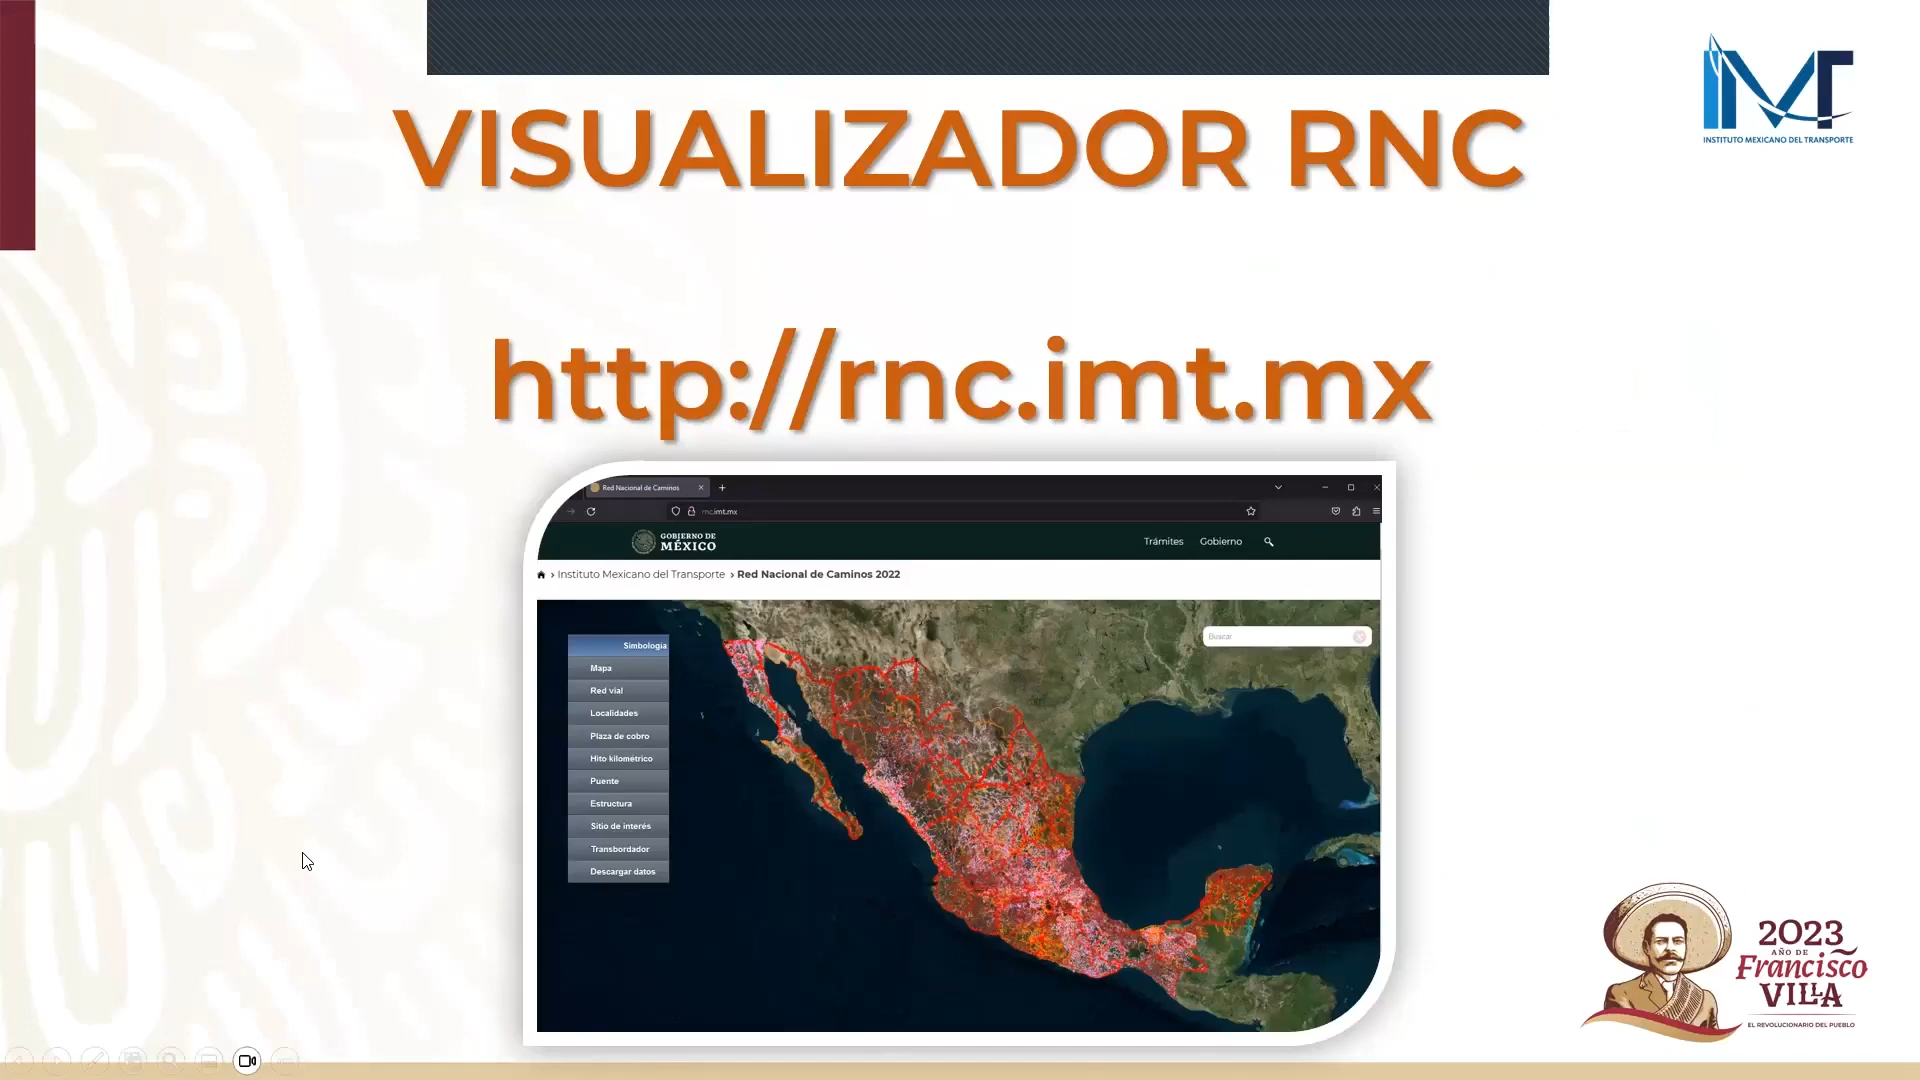 IMT
INSTITUTO MEXICANO DEL TRANSPORTE
VISUALIZADOR RNC
http://rnc.imt.mx
Red Nacional de Caminos
rnc.imt.mx
GOBIERNO DE
MÉXICO
Trámites
Gobierno
Instituto Mexicano del Transporte > Red Nacional de Caminos 2022
Buscar
Simbología
Mapa
Red vial
Localidades
Plaza de cobro
Hito kilométrico
Puente
Estructura
Sitio de interés
Transbordador
Descargar datos
2023
AÑO DE
Francisco
VILLA
EL REVOLUCIONARIO DEL PUEBLO